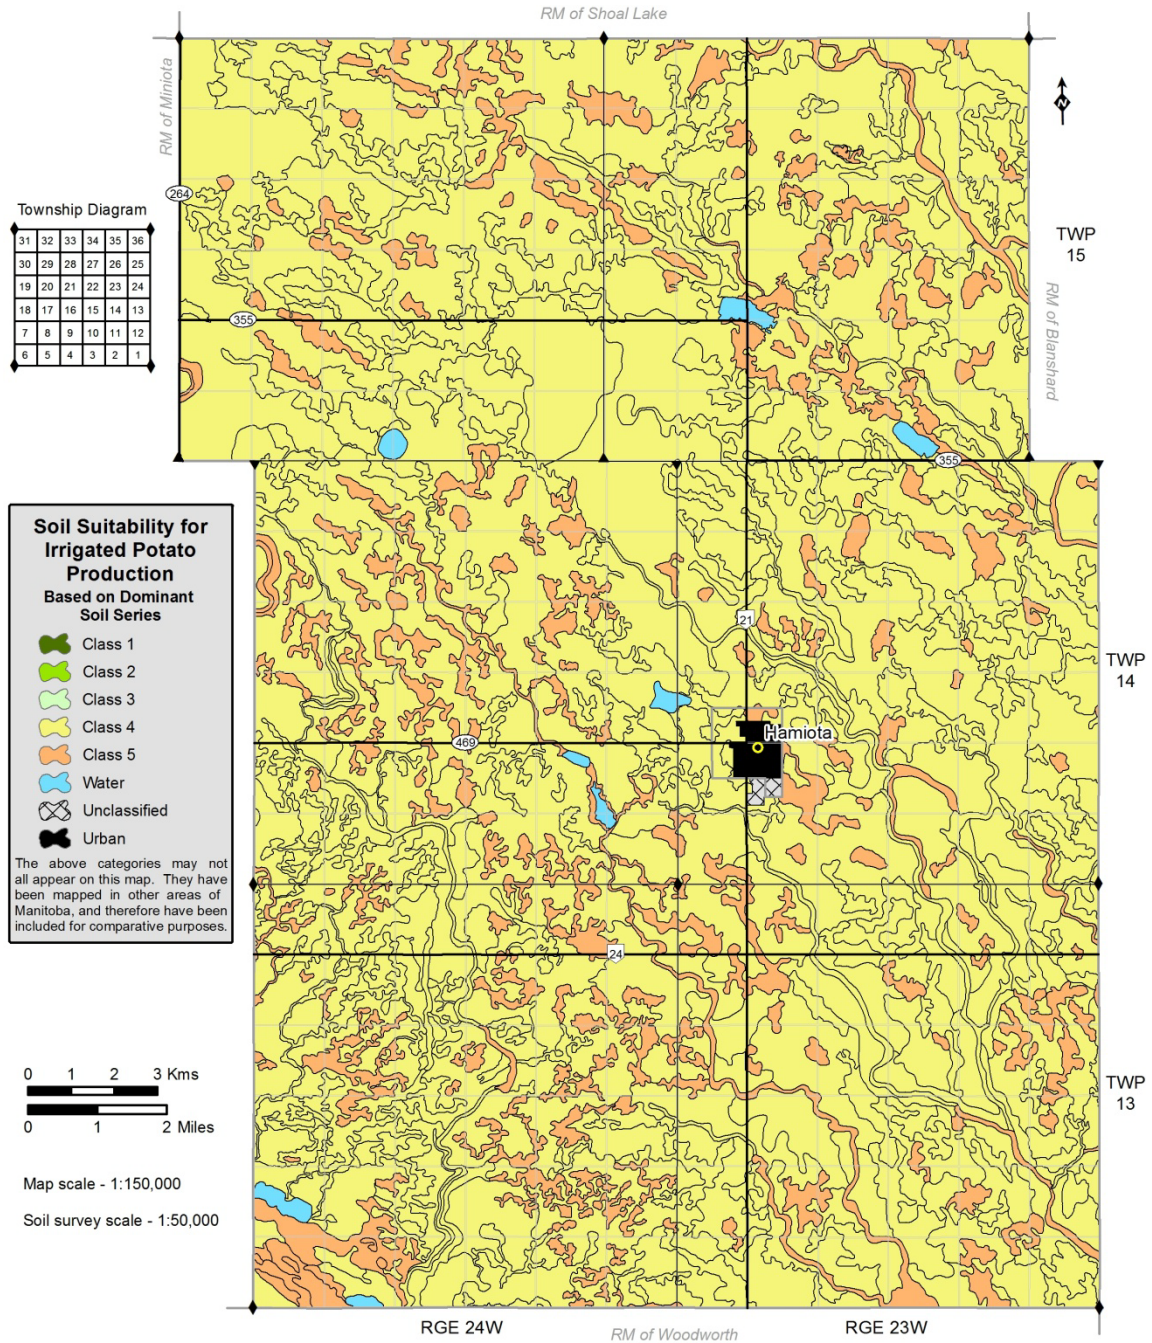 RM of Shoal Lake
RM of Miniota
N
264
Township Diagram
31 32 33 34 35 36
30 29 28 27 26 25
19 20 21 22 23 24
18 17 16 15 14 13
7 8 9 10 11 12
6 5 4 3 2 1
TWP
15
RM of Blanshard
355
355
Soil Suitability for
Irrigated Potato
Production
Based on Dominant
Soil Series
Class 1
Class 2
Class 3
Class 4
Class 5
Water
Unclassified
Urban
The above categories may not
all appear on this map. They have
been mapped in other areas of
Manitoba, and therefore have been
included for comparative purposes.
21
TWP
14
Hamiota
469
24
0 1 2 3 Kms
0 1 2 Miles
TWP
13
Map scale - 1:150,000
Soil survey scale - 1:50,000
RGE 24W
RM of Woodworth
RGE 23W